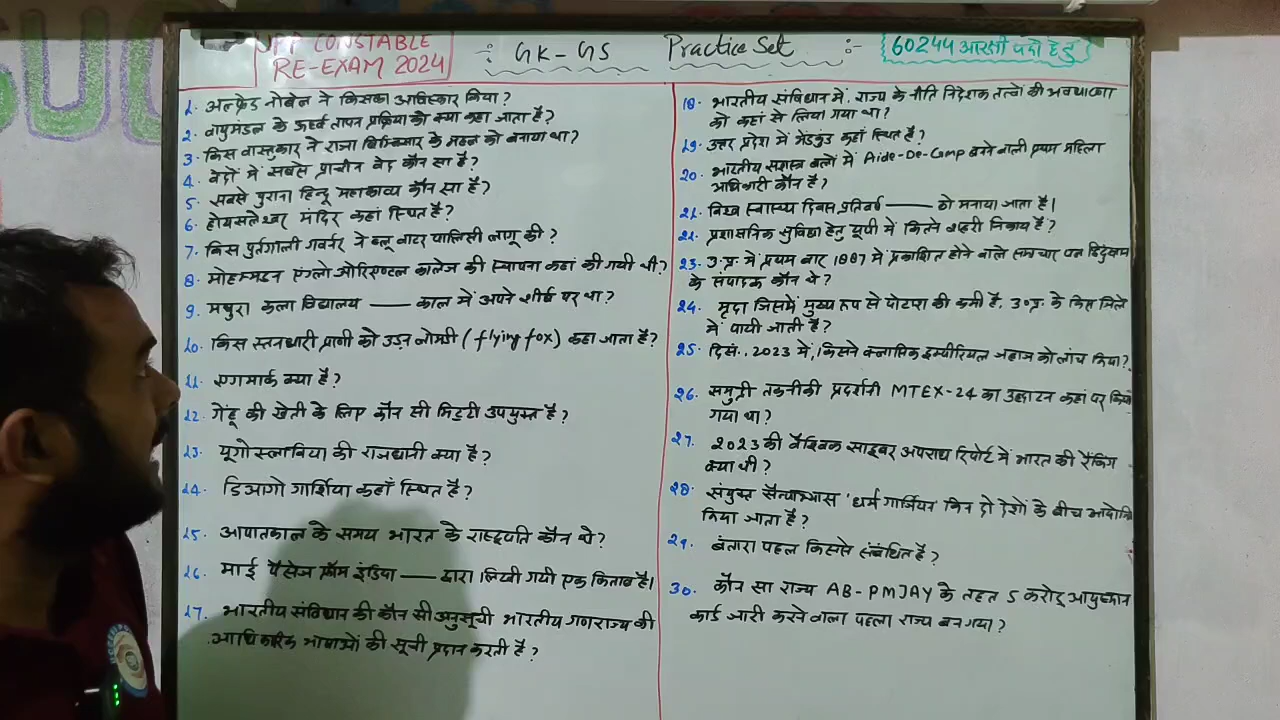 UPP CONSTABLE
RE-EXAM 2024
-: GK-GS Practice Set :-
60244 आरक्षी पदों हेतु
1. अल्फ्रेड नोबेल ने किसका आविष्कार किया?
2. वायुमंडल के ऊर्ध्व तापन प्रक्रिया को क्या कहा जाता है?
3. किस वास्तुकार ने राजा बिम्बिसार के महल को बनाया था?
4. वेदों में सबसे प्राचीन वेद कौन सा है?
5. सबसे पुराना हिन्दू महाकाव्य कौन सा है?
6. होयसलेश्वर मंदिर कहां स्थित है?
7. किस पुर्तगाली गवर्नर ने ब्लू वाटर पालिसी लागू की?
8. मोहम्मडन एंग्लो ओरिएण्टल कालेज की स्थापना कहां की गयी थी?
9. मथुरा कला विद्यालय —— काल में अपने शीर्ष पर था?
10. किस स्तनधारी प्राणी को उड़न लोमड़ी (flying fox) कहा जाता है?
11. एगमार्क क्या है?
12. गेंहू की खेती के लिए कौन सी मिट्टी उपयुक्त है?
13. यूगोस्लाविया की राजधानी क्या है?
14. डिआगो गार्शिया कहाँ स्थित है?
15. आपातकाल के समय भारत के राष्ट्रपति कौन थे?
16. माई पैसेज फ्रॉम इंडिया —— द्वारा लिखी गयी एक किताब है।
17. भारतीय संविधान की कौन सी अनुसूची भारतीय गणराज्य की
आधिकारिक भाषाओं की सूची प्रदान करती है?
18. भारतीय संविधान में, राज्य के नीति निदेशक तत्वों की अवधारणा
को कहां से लिया गया था?
19. उत्तर प्रदेश में भेड़कुंड कहां स्थित है?
20. भारतीय सशस्त्र बलों में Aide-De-Camp बनने वाली प्रथम महिला
अधिकारी कौन है?
21. विश्व स्वास्थ्य दिवस प्रतिवर्ष —— को मनाया जाता है।
22. प्रशासनिक सुविधा हेतु यूपी में कितने शहरी निकाय है?
23. उ.प्र. में प्रथम बार 1887 में प्रकाशित होने वाले समाचार पत्र हिंदुस्थान
के संपादक कौन थे?
24. मृदा जिसमें मुख्य रूप से पोटाश की कमी है, उ०प्र. के किस जिले
में पायी जाती है?
25. दिसं., 2023 में, किसने क्लासिक इम्पीरियल जहाज को लांच किया?
26. समुद्री तकनीकी प्रदर्शनी MTEX-24 का उद्घाटन कहां पर किया
गया था?
27. 2023 की वैश्विक साइबर अपराध रिपोर्ट में भारत की रैंकिंग
क्या थी?
28. संयुक्त सैन्याभ्यास 'धर्म गार्जियन' किन दो देशों के बीच
किया जाता है?
29. वंतारा पहल किससे संबंधित है?
30. कौन सा राज्य AB-PMJAY के तहत 5 करोड़ आयुष्मान
कार्ड जारी करने वाला पहला राज्य बन गया?